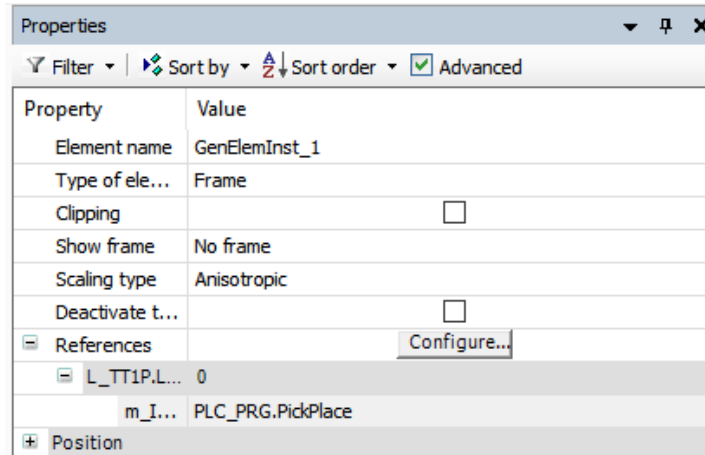 Properties
Filter Sort by Sort order Advanced
Property Value
Element name GenElemInst_1
Type of ele... Frame
Clipping
Show frame No frame
Scaling type Anisotropic
Deactivate t...
References Configure...
L_TT1P.L... 0
m_I... PLC_PRG.PickPlace
Position